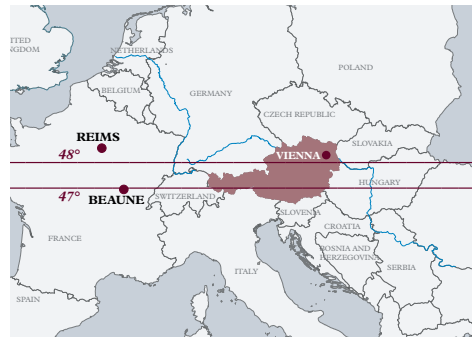 UNITED
KINGDOM
NETHERLANDS
POLAND
BELGIUM
GERMANY
CZECH REPUBLIC
REIMS
SLOVAKIA
48°
VIENNA
HUNGARY
47°
BEAUNE
SWITZERLAND
SLOVENIA
CROATIA
FRANCE
BOSNIA AND
HERZEGOVINA
SERBIA
ITALY
SPAIN